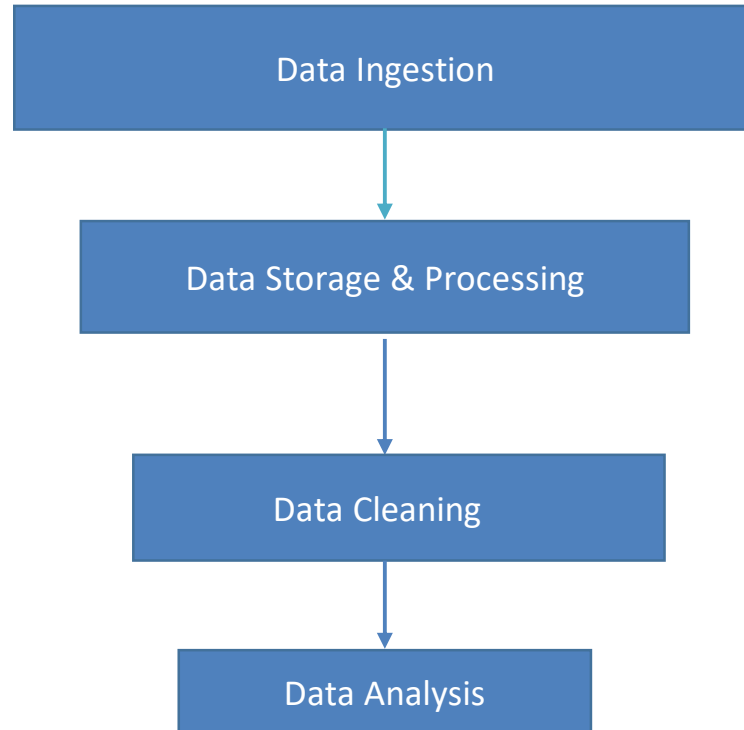 Data Ingestion
Data Storage & Processing
Data Cleaning
Data Analysis